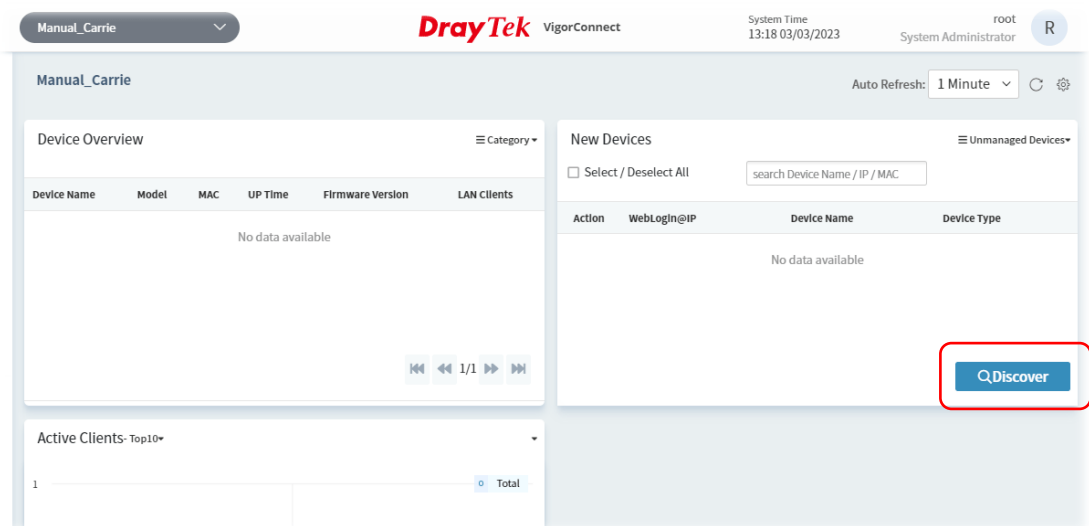 Manual_Carrie
DrayTek VigorConnect
System Time
13:18 03/03/2023
root
System Administrator
R
Manual_Carrie
Auto Refresh: 1 Minute
Device Overview
Category
Device Name Model MAC UP Time Firmware Version LAN Clients
No data available
1/1
New Devices
Unmanaged Devices
Select / Deselect All
search Device Name / IP / MAC
Action WebLogin@IP Device Name Device Type
No data available
Discover
Active Clients- Top10
1
0 Total